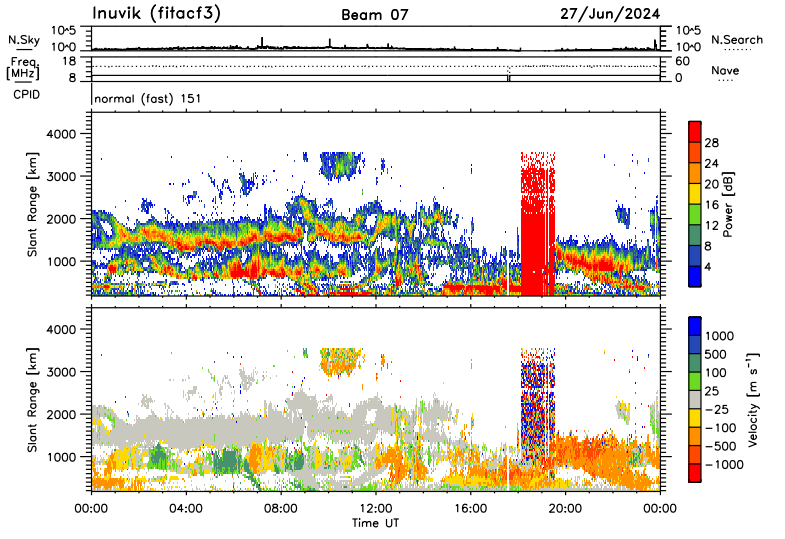 Inuvik (fitacf3) Beam 07 27/Jun/2024
N.Sky 10^5 10^0 10^5 10^0 N.Search
Freq. [MHz] 18 8 60 0 Nave
CPID normal (fast) 151
Slant Range [km] 4000 3000 2000 1000
Power [dB] 28 24 20 16 12 8 4
Slant Range [km] 4000 3000 2000 1000
Velocity [m s⁻¹] 1000 500 100 25 −25 −100 −500 −1000
00:00 04:00 08:00 12:00 16:00 20:00 00:00
Time UT